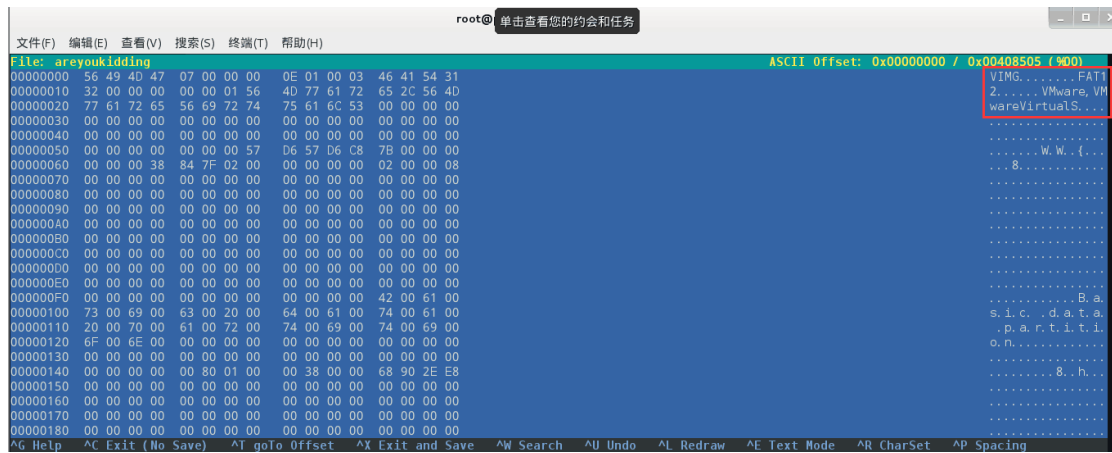 root@
单击查看您的约会和任务
文件(F) 编辑(E) 查看(V) 搜索(S) 终端(T) 帮助(H)
File: areyoukidding ASCII Offset: 0x00000000 / 0x00408505 (%00)
00000000 56 49 4D 47 07 00 00 00 0E 01 00 03 46 41 54 31 VIMG........FAT1
00000010 32 00 00 00 00 00 01 56 4D 77 61 72 65 2C 56 4D 2......VMware,VM
00000020 77 61 72 65 56 69 72 74 75 61 6C 53 00 00 00 00 wareVirtualS....
00000030 00 00 00 00 00 00 00 00 00 00 00 00 00 00 00 00 ................
00000040 00 00 00 00 00 00 00 00 00 00 00 00 00 00 00 00 ................
00000050 00 00 00 00 00 00 00 57 D6 57 D6 C8 7B 00 00 00 .......W.W..{...
00000060 00 00 00 38 84 7F 02 00 00 00 00 00 02 00 00 08 ...8............
00000070 00 00 00 00 00 00 00 00 00 00 00 00 00 00 00 00 ................
00000080 00 00 00 00 00 00 00 00 00 00 00 00 00 00 00 00 ................
00000090 00 00 00 00 00 00 00 00 00 00 00 00 00 00 00 00 ................
000000A0 00 00 00 00 00 00 00 00 00 00 00 00 00 00 00 00 ................
000000B0 00 00 00 00 00 00 00 00 00 00 00 00 00 00 00 00 ................
000000C0 00 00 00 00 00 00 00 00 00 00 00 00 00 00 00 00 ................
000000D0 00 00 00 00 00 00 00 00 00 00 00 00 00 00 00 00 ................
000000E0 00 00 00 00 00 00 00 00 00 00 00 00 00 00 00 00 ................
000000F0 00 00 00 00 00 00 00 00 00 00 00 00 42 00 61 00 ............B.a.
00000100 73 00 69 00 63 00 20 00 64 00 61 00 74 00 61 00 s.i.c. .d.a.t.a.
00000110 20 00 70 00 61 00 72 00 74 00 69 00 74 00 69 00 .p.a.r.t.i.t.i.
00000120 6F 00 6E 00 00 00 00 00 00 00 00 00 00 00 00 00 o.n.............
00000130 00 00 00 00 00 00 00 00 00 00 00 00 00 00 00 00 ................
00000140 00 00 00 00 00 80 01 00 00 38 00 00 68 90 2E E8 .........8..h...
00000150 00 00 00 00 00 00 00 00 00 00 00 00 00 00 00 00 ................
00000160 00 00 00 00 00 00 00 00 00 00 00 00 00 00 00 00 ................
00000170 00 00 00 00 00 00 00 00 00 00 00 00 00 00 00 00 ................
00000180 00 00 00 00 00 00 00 00 00 00 00 00 00 00 00 00 ................
^G Help ^C Exit (No Save) ^T goTo Offset ^X Exit and Save ^W Search ^U Undo ^L Redraw ^E Text Mode ^R CharSet ^P Spacing